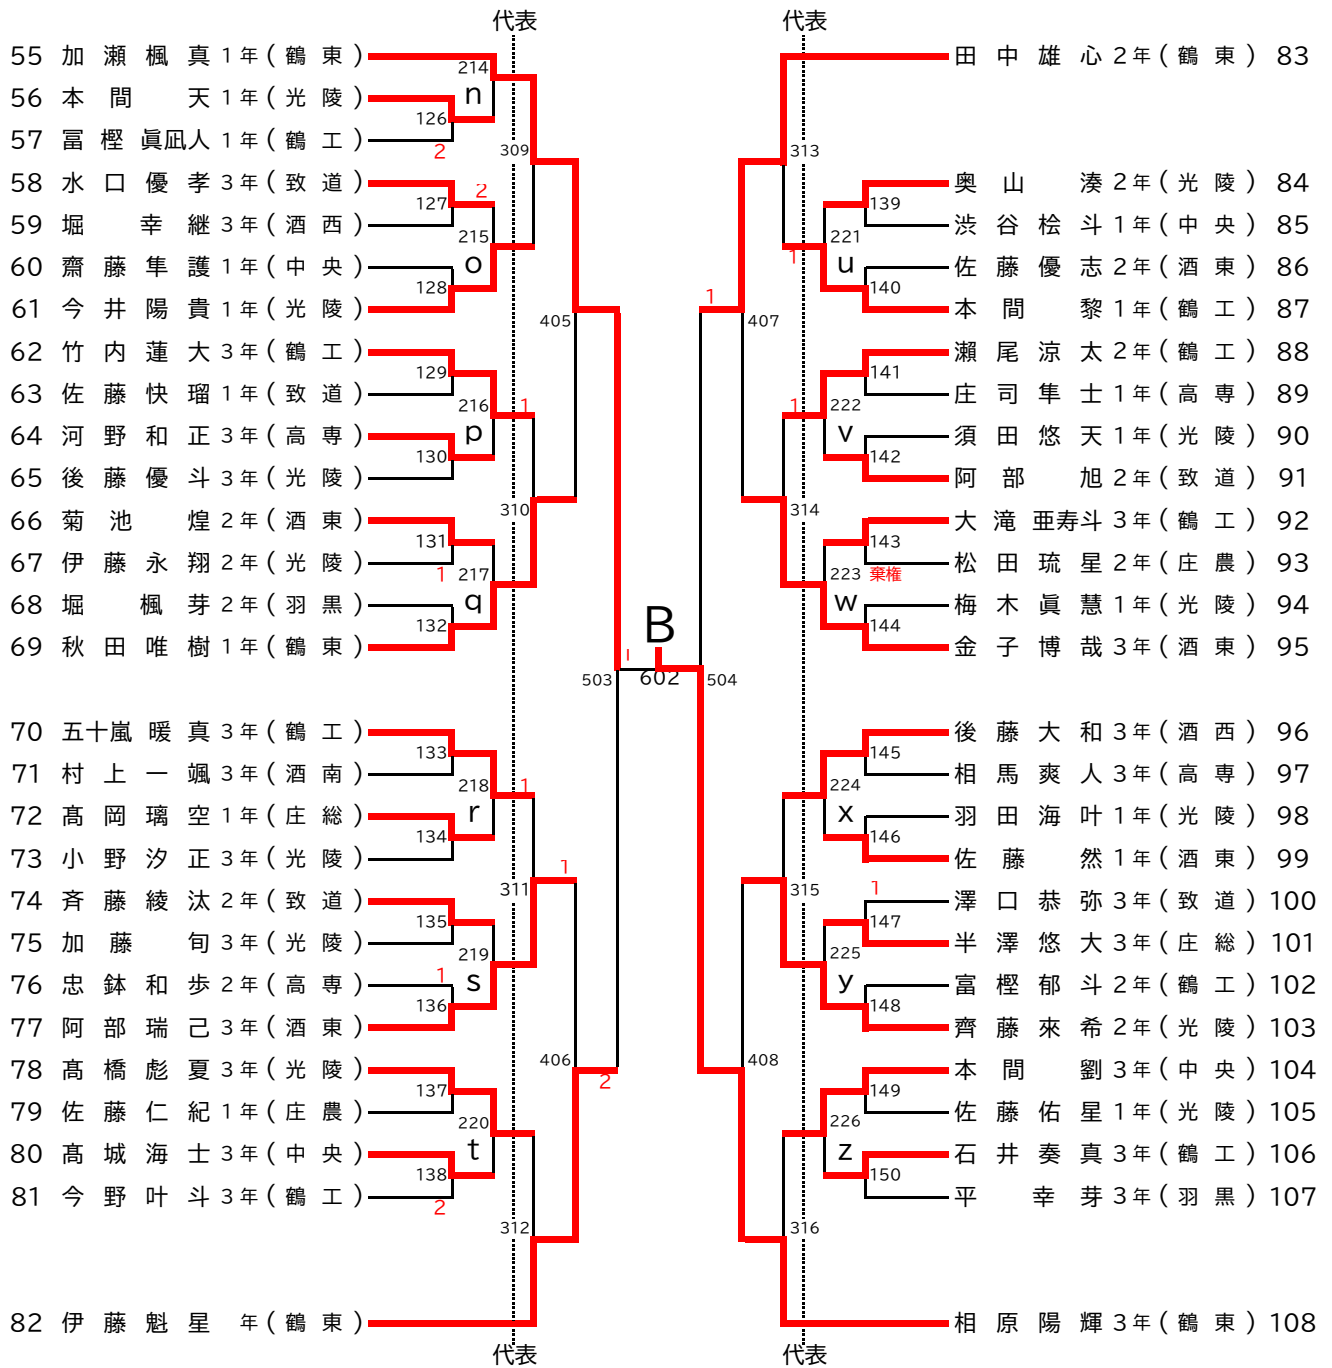 代表 代表
55 加瀬楓真 1年(鶴東)
56 本間 天 1年(光陵)
57 冨樫眞凪人 1年(鶴工)
58 水口優孝 3年(致道)
59 堀 幸継 3年(酒西)
60 齋藤隼護 1年(中央)
61 今井陽貴 1年(光陵)
62 竹内蓮大 3年(鶴工)
63 佐藤快瑠 1年(致道)
64 河野和正 3年(高専)
65 後藤優斗 3年(光陵)
66 菊池 煌 2年(酒東)
67 伊藤永翔 2年(光陵)
68 堀 楓芽 2年(羽黒)
69 秋田唯樹 1年(鶴東)
70 五十嵐暖真 3年(鶴工)
71 村上一颯 3年(酒南)
72 髙岡璃空 1年(庄総)
73 小野汐正 3年(光陵)
74 斉藤綾汰 2年(致道)
75 加藤 旬 3年(光陵)
76 忠鉢和歩 2年(高専)
77 阿部瑞己 3年(酒東)
78 髙橋彪夏 3年(光陵)
79 佐藤仁紀 1年(庄農)
80 髙城海士 3年(中央)
81 今野叶斗 3年(鶴工)
82 伊藤魁星 年(鶴東)
126
2
127
128
129
130
131
1
132
133
134
135
1
136
137
138
2
214
n
2
215
o
216
p
217
q
218
r
219
s
220
t
309
1
310
1
311
312
405
1
406
503
2
1
B
602
504
1
407
408
313
1
1
314
315
316
221
u
222
v
223
w
224
x
225
y
226
z
139
140
141
142
143
棄権
144
145
146
1
147
148
149
150
田中雄心 2年(鶴東) 83
奥山 湊 2年(光陵) 84
渋谷桧斗 1年(中央) 85
佐藤優志 2年(酒東) 86
本間 黎 1年(鶴工) 87
瀬尾涼太 2年(鶴工) 88
庄司隼士 1年(高専) 89
須田悠天 1年(光陵) 90
阿部 旭 2年(致道) 91
大滝亜寿斗 3年(鶴工) 92
松田琉星 2年(庄農) 93
梅木眞慧 1年(光陵) 94
金子博哉 3年(酒東) 95
後藤大和 3年(酒西) 96
相馬爽人 3年(高専) 97
羽田海叶 1年(光陵) 98
佐藤 然 1年(酒東) 99
澤口恭弥 3年(致道) 100
半澤悠大 3年(庄総) 101
富樫郁斗 2年(鶴工) 102
齊藤來希 2年(光陵) 103
本間 劉 3年(中央) 104
佐藤佑星 1年(光陵) 105
石井奏真 3年(鶴工) 106
平 幸芽 3年(羽黒) 107
相原陽輝 3年(鶴東) 108
代表 代表